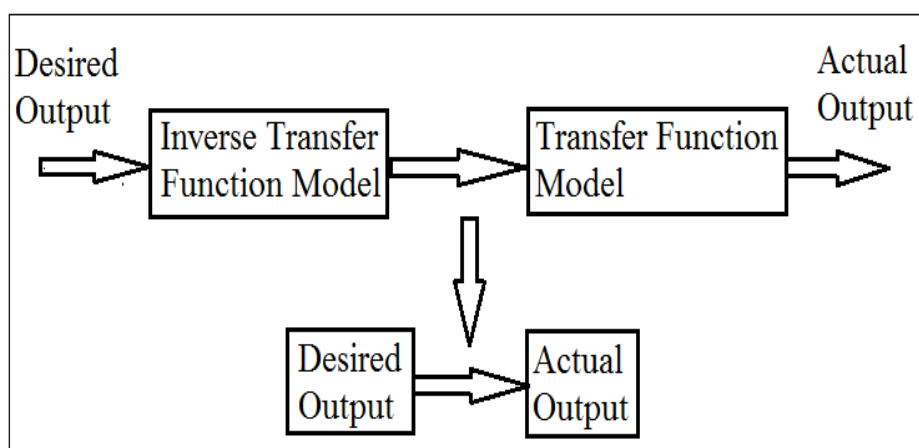 Desired
Output
Inverse Transfer
Function Model
Transfer Function
Model
Actual
Output
Desired
Output
Actual
Output